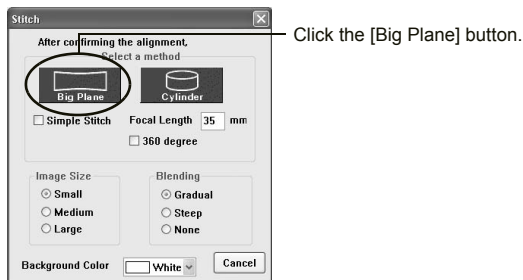 Stitch
After confirming the alignment,
Select a method
Big Plane
Cylinder
Simple Stitch
Focal Length 35 mm
360 degree
Image Size
Small
Medium
Large
Blending
Gradual
Steep
None
Background Color White
Cancel
Click the [Big Plane] button.